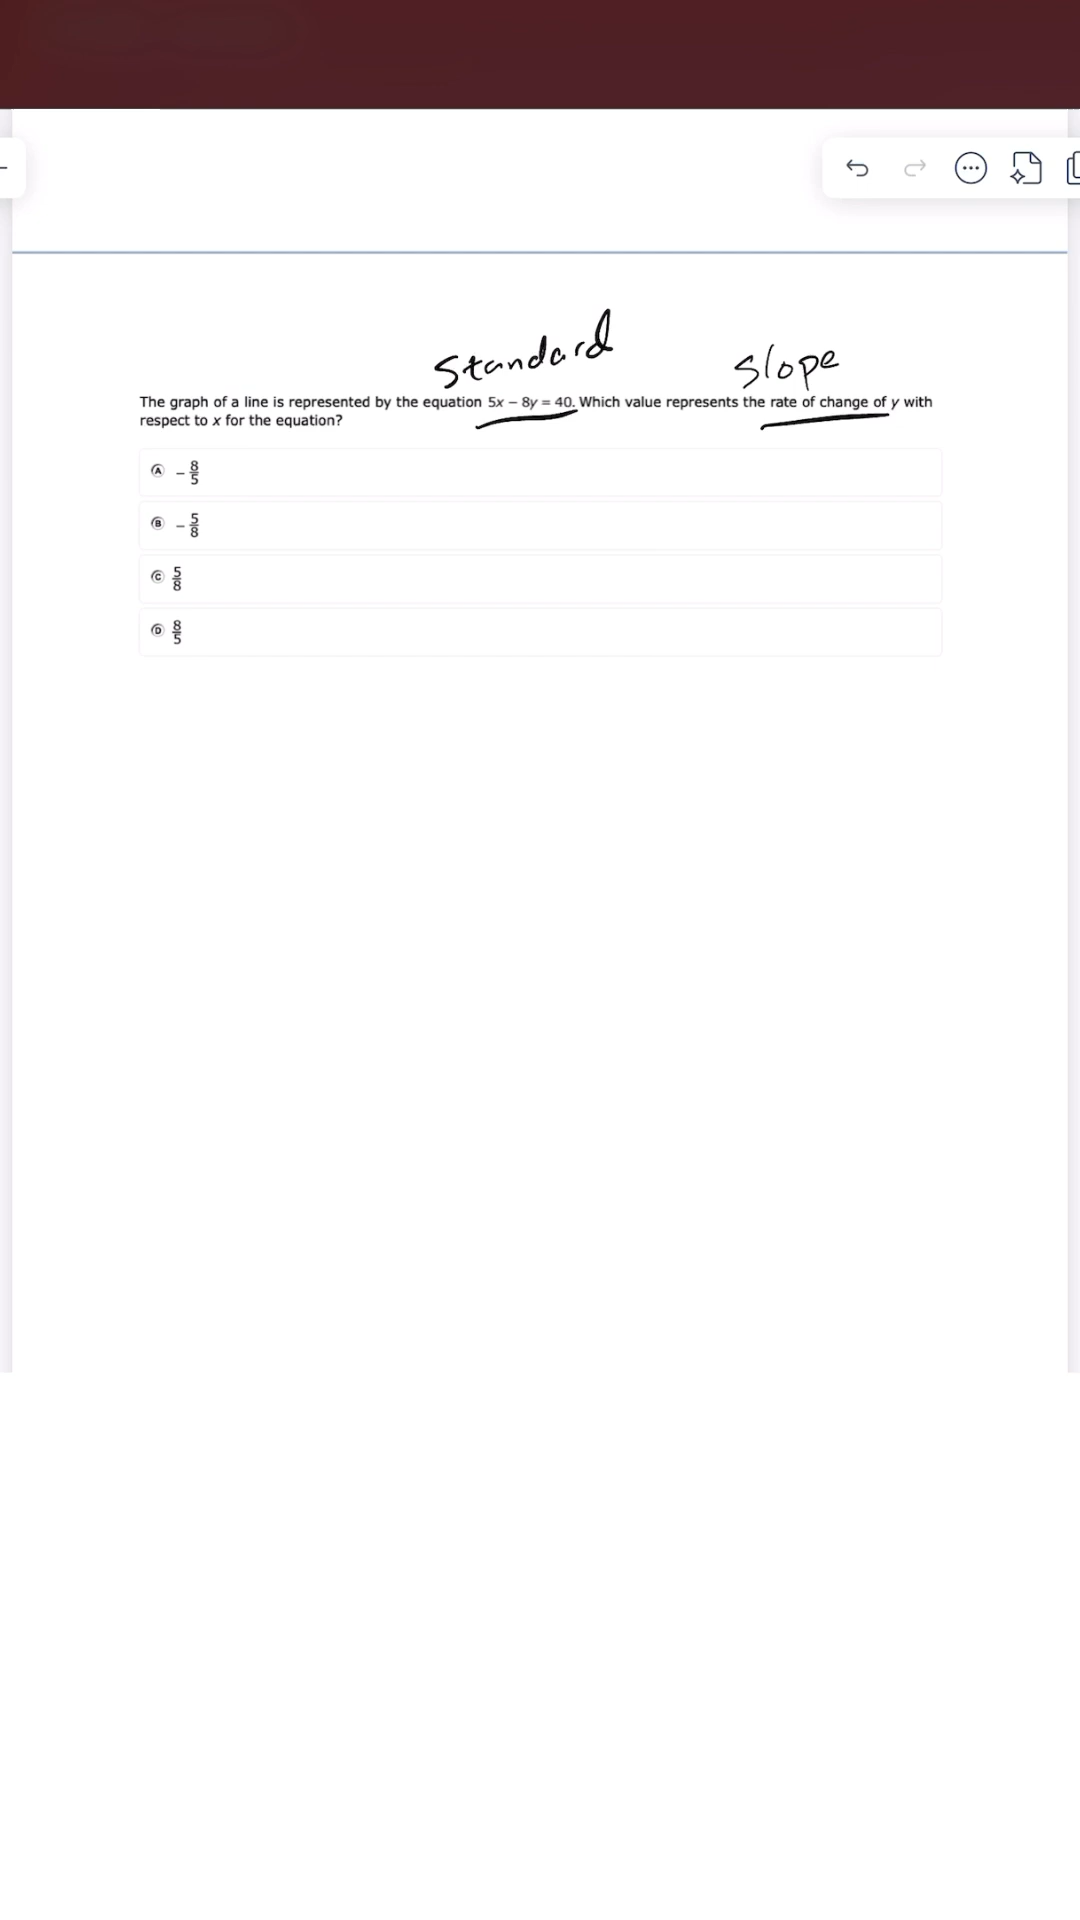 standard
slope
The graph of a line is represented by the equation 5x – 8y = 40. Which value represents the rate of change of y with
respect to x for the equation?
A – 8/5
B – 5/8
C 5/8
D 8/5